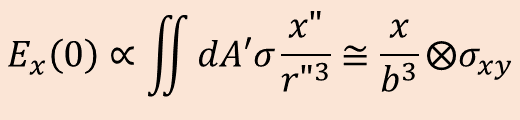 E_x(0) ∝ ∬ dA′σ x"/r"³ ≅ x/b³ ⊗σ_xy